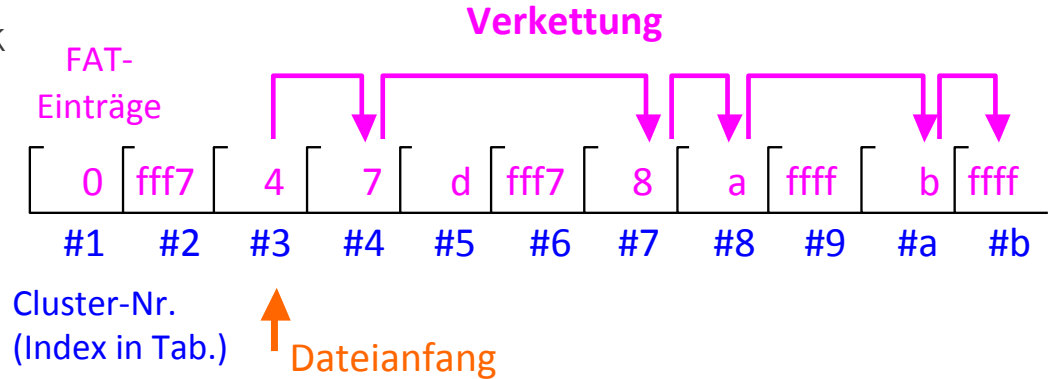 Verkettung
k
FAT-
Einträge
0 fff7 4 7 d fff7 8 a ffff b ffff
#1 #2 #3 #4 #5 #6 #7 #8 #9 #a #b
Cluster-Nr.
(Index in Tab.)
Dateianfang